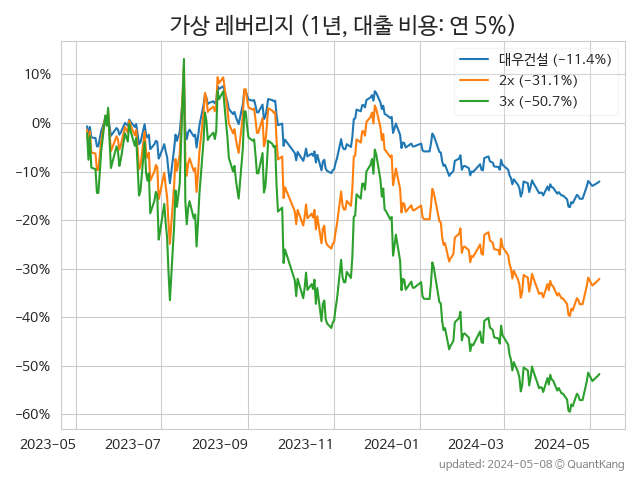 가상 레버리지 (1년, 대출 비용: 연 5%)
대우건설 (−11.4%)
2x (−31.1%)
3x (−50.7%)
10%
0%
−10%
−20%
−30%
−40%
−50%
−60%
2023-05 2023-07 2023-09 2023-11 2024-01 2024-03 2024-05
updated: 2024-05-08 ⓒ QuantKang